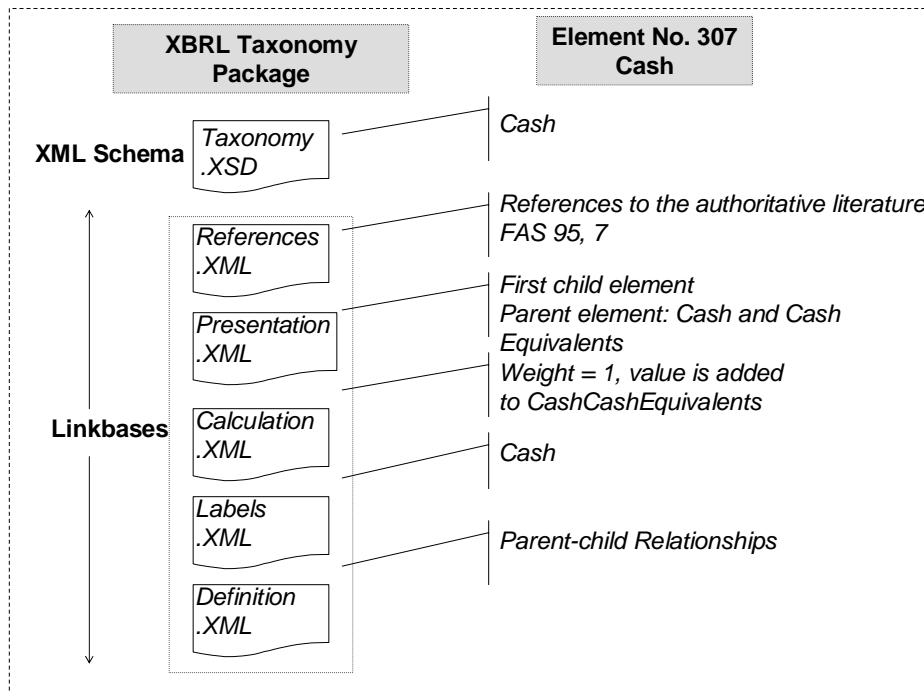 XBRL Taxonomy
Package
Element No. 307
Cash
XML Schema
Taxonomy
.XSD
Cash
Linkbases
References
.XML
References to the authoritative literature
FAS 95, 7
Presentation
.XML
First child element
Parent element: Cash and Cash
Equivalents
Calculation
.XML
Weight = 1, value is added
to CashCashEquivalents
Labels
.XML
Cash
Definition
.XML
Parent-child Relationships